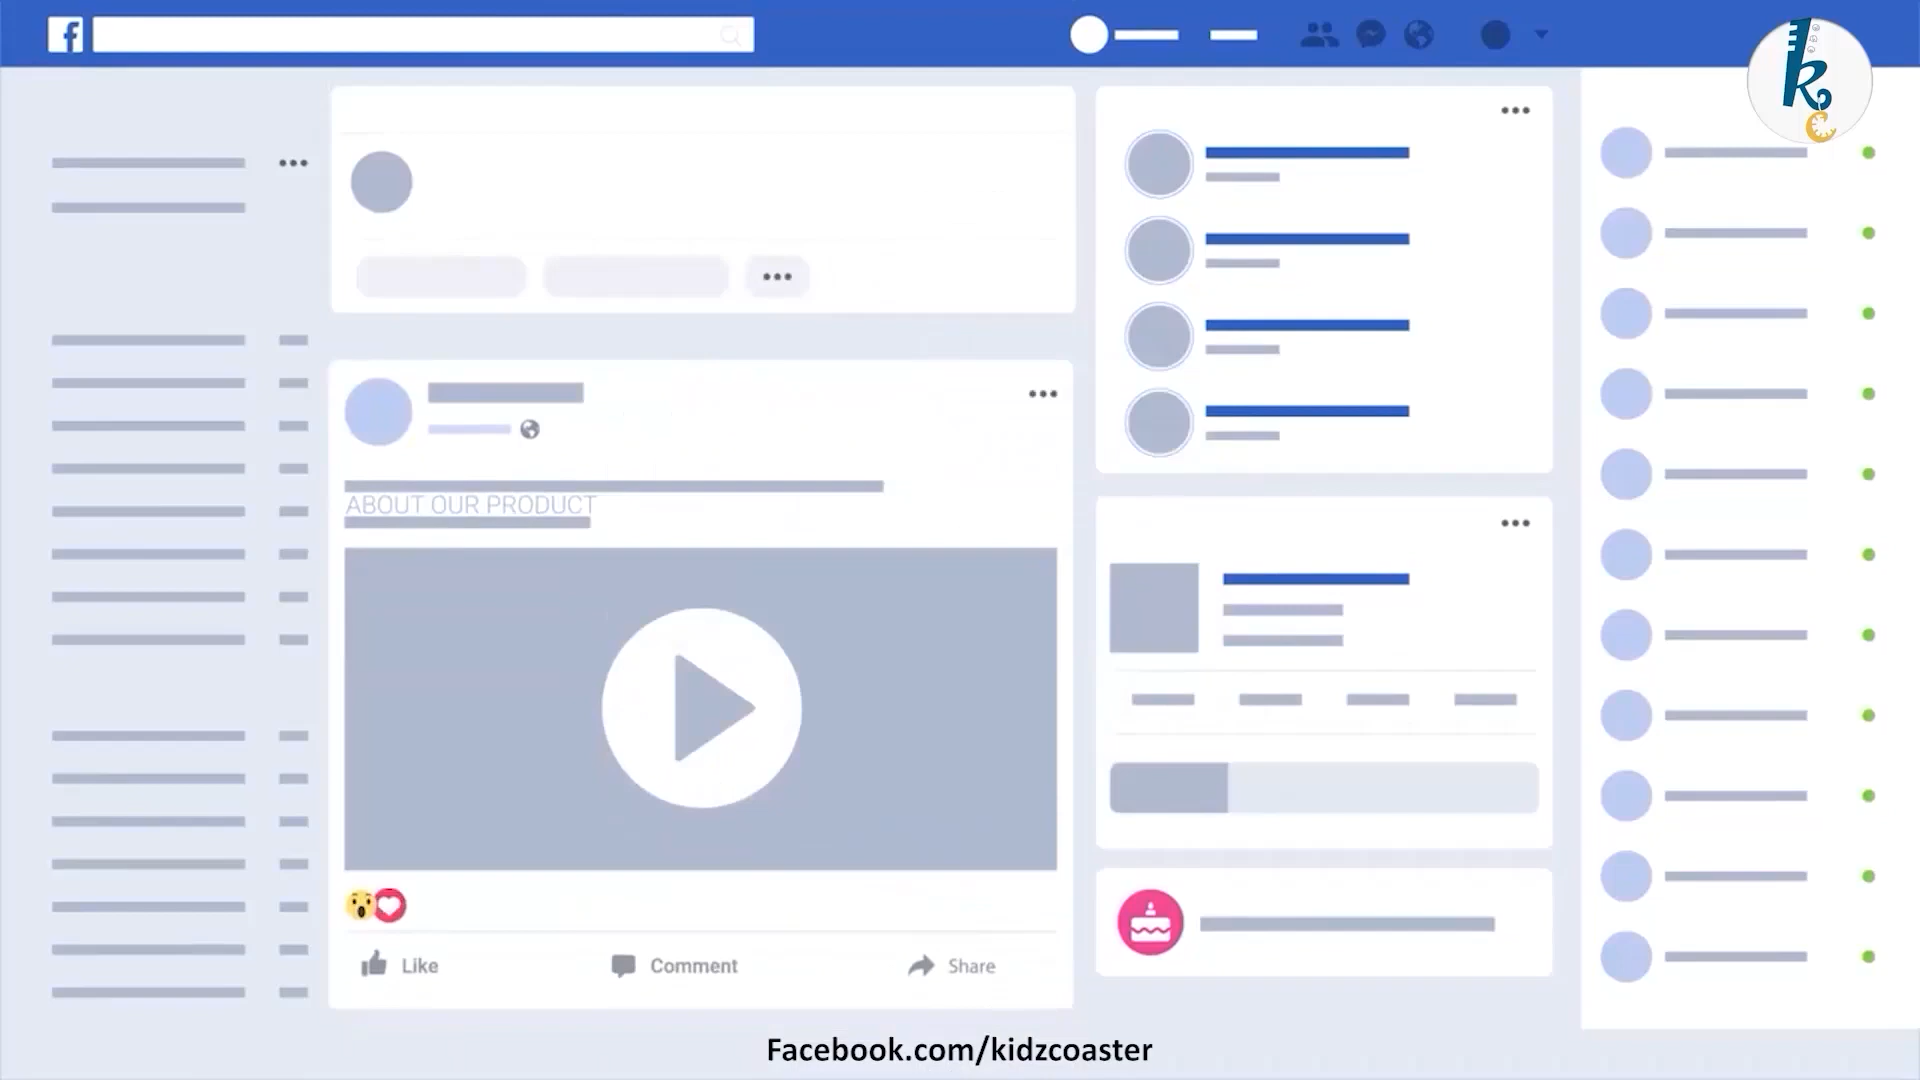 ABOUT OUR PRODUCT
Like
Comment
Share
Facebook.com/kidzcoaster